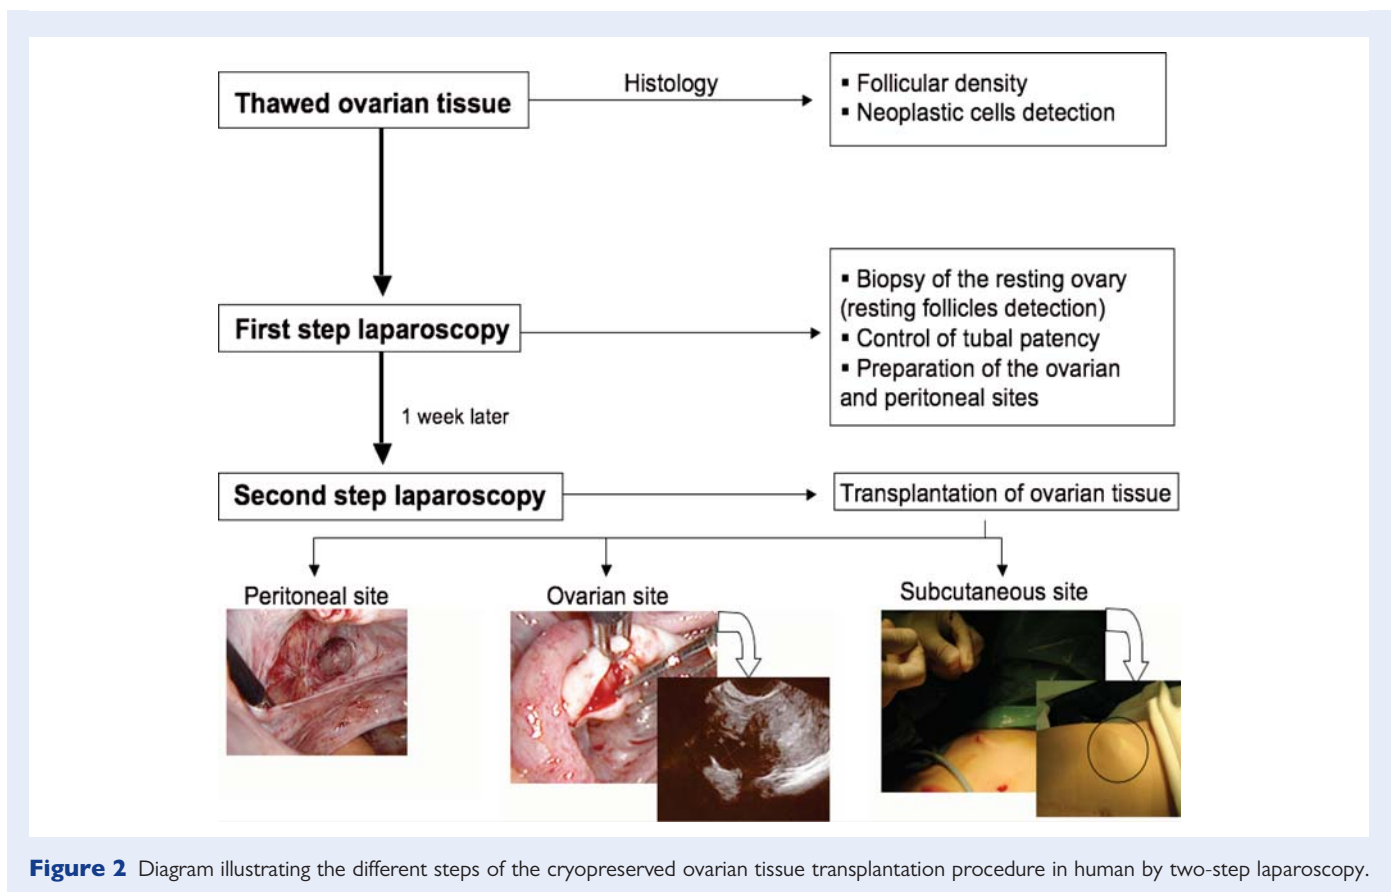 Thawed ovarian tissue
Histology
▪ Follicular density
▪ Neoplastic cells detection
First step laparoscopy
▪ Biopsy of the resting ovary
(resting follicles detection)
▪ Control of tubal patency
▪ Preparation of the ovarian
and peritoneal sites
1 week later
Second step laparoscopy
Transplantation of ovarian tissue
Peritoneal site
Ovarian site
Subcutaneous site
Figure 2 Diagram illustrating the different steps of the cryopreserved ovarian tissue transplantation procedure in human by two-step laparoscopy.